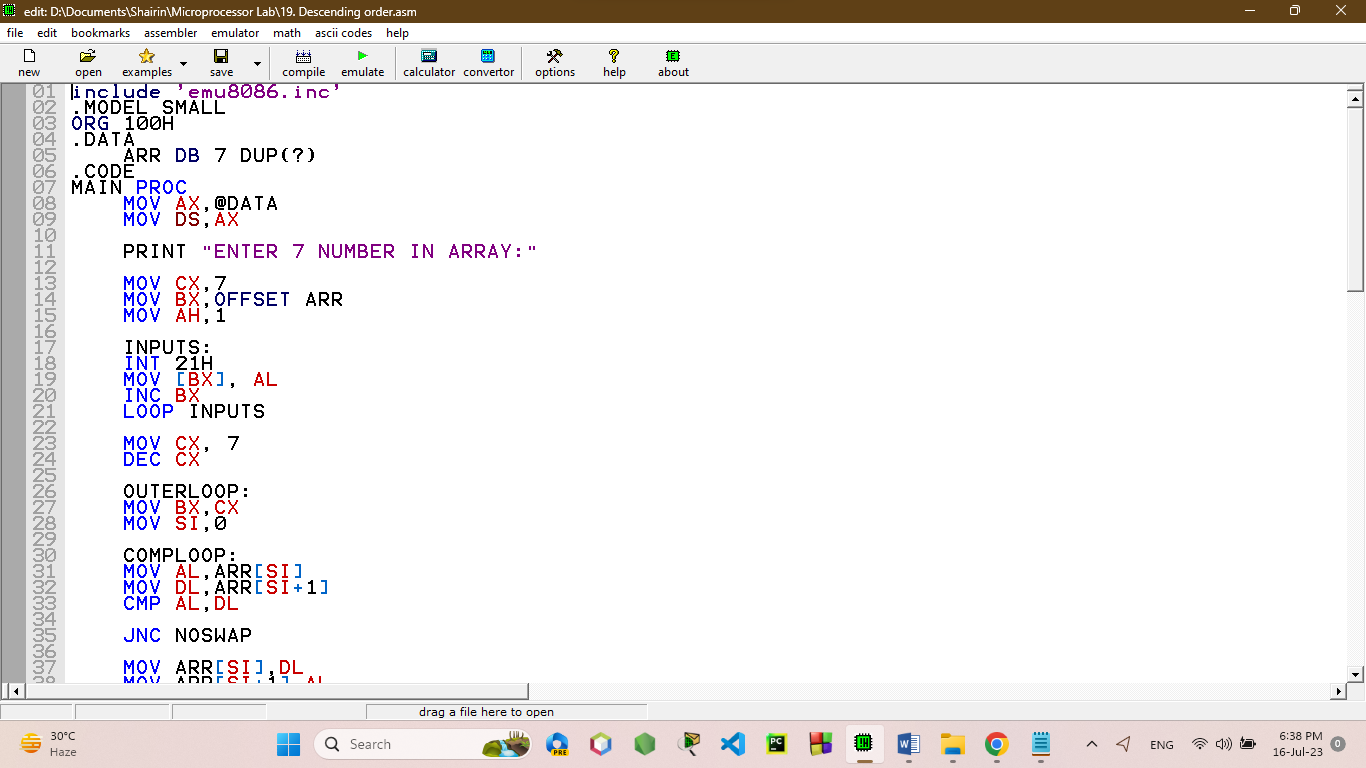 edit: D:\Documents\Shairin\Microprocessor Lab\19. Descending order.asm
file edit bookmarks assembler emulator math ascii codes help
new open examples save compile emulate calculator convertor options help about
01 include 'emu8086.inc'
02 .MODEL SMALL
03 ORG 100H
04 .DATA
05 ARR DB 7 DUP(?)
06 .CODE
07 MAIN PROC
08 MOV AX,@DATA
09 MOV DS,AX
10
11 PRINT "ENTER 7 NUMBER IN ARRAY:"
12
13 MOV CX,7
14 MOV BX,OFFSET ARR
15 MOV AH,1
16
17 INPUTS:
18 INT 21H
19 MOV [BX], AL
20 INC BX
21 LOOP INPUTS
22
23 MOV CX, 7
24 DEC CX
25
26 OUTERLOOP:
27 MOV BX,CX
28 MOV SI,0
29
30 COMPLOOP:
31 MOV AL,ARR[SI]
32 MOV DL,ARR[SI+1]
33 CMP AL,DL
34
35 JNC NOSWAP
36
37 MOV ARR[SI],DL
38 MOV ARR[SI+1],AL
drag a file here to open
30°C
Haze
Search
PRE
PC
ENG
6:38 PM
16-Jul-23
0